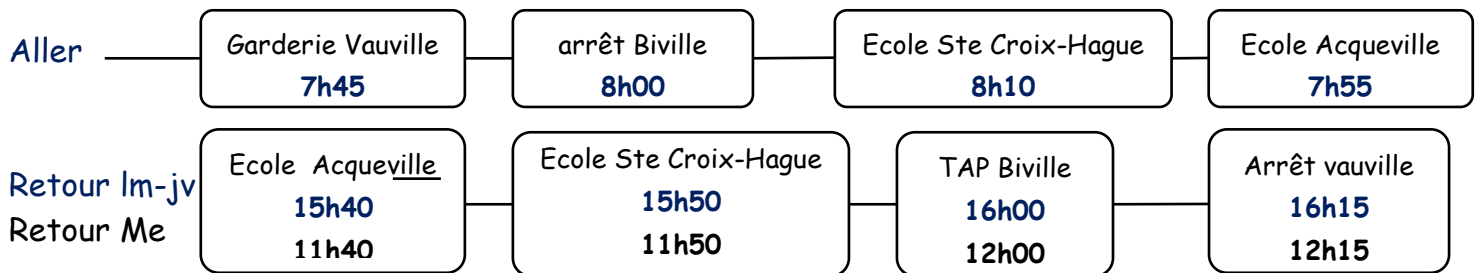 Aller
Garderie Vauville
7h45
arrêt Biville
8h00
Ecole Ste Croix-Hague
8h10
Ecole Acqueville
7h55
Retour lm-jv
Retour Me
Ecole Acqueville
15h40
11h40
Ecole Ste Croix-Hague
15h50
11h50
TAP Biville
16h00
12h00
Arrêt vauville
16h15
12h15